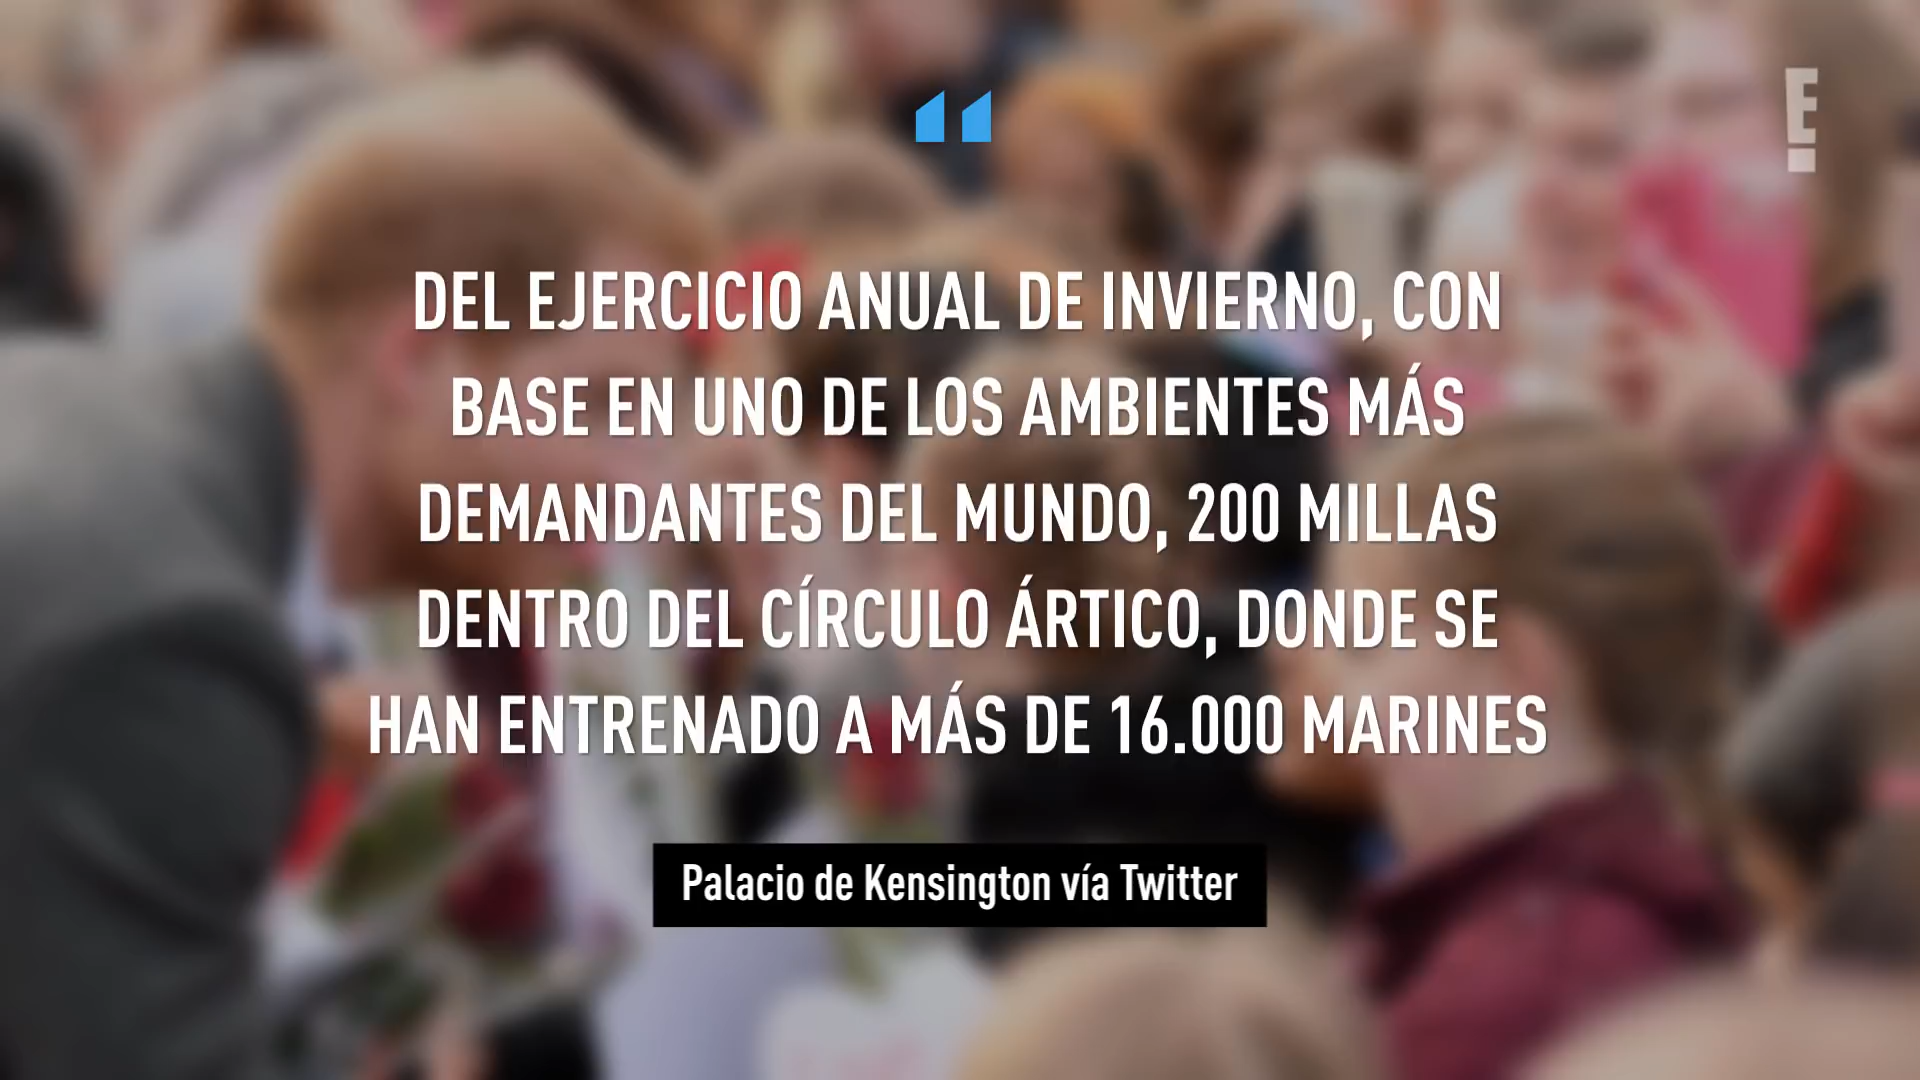 E!
DEL EJERCICIO ANUAL DE INVIERNO, CON
BASE EN UNO DE LOS AMBIENTES MÁS
DEMANDANTES DEL MUNDO, 200 MILLAS
DENTRO DEL CÍRCULO ÁRTICO, DONDE SE
HAN ENTRENADO A MÁS DE 16.000 MARINES
Palacio de Kensington vía Twitter